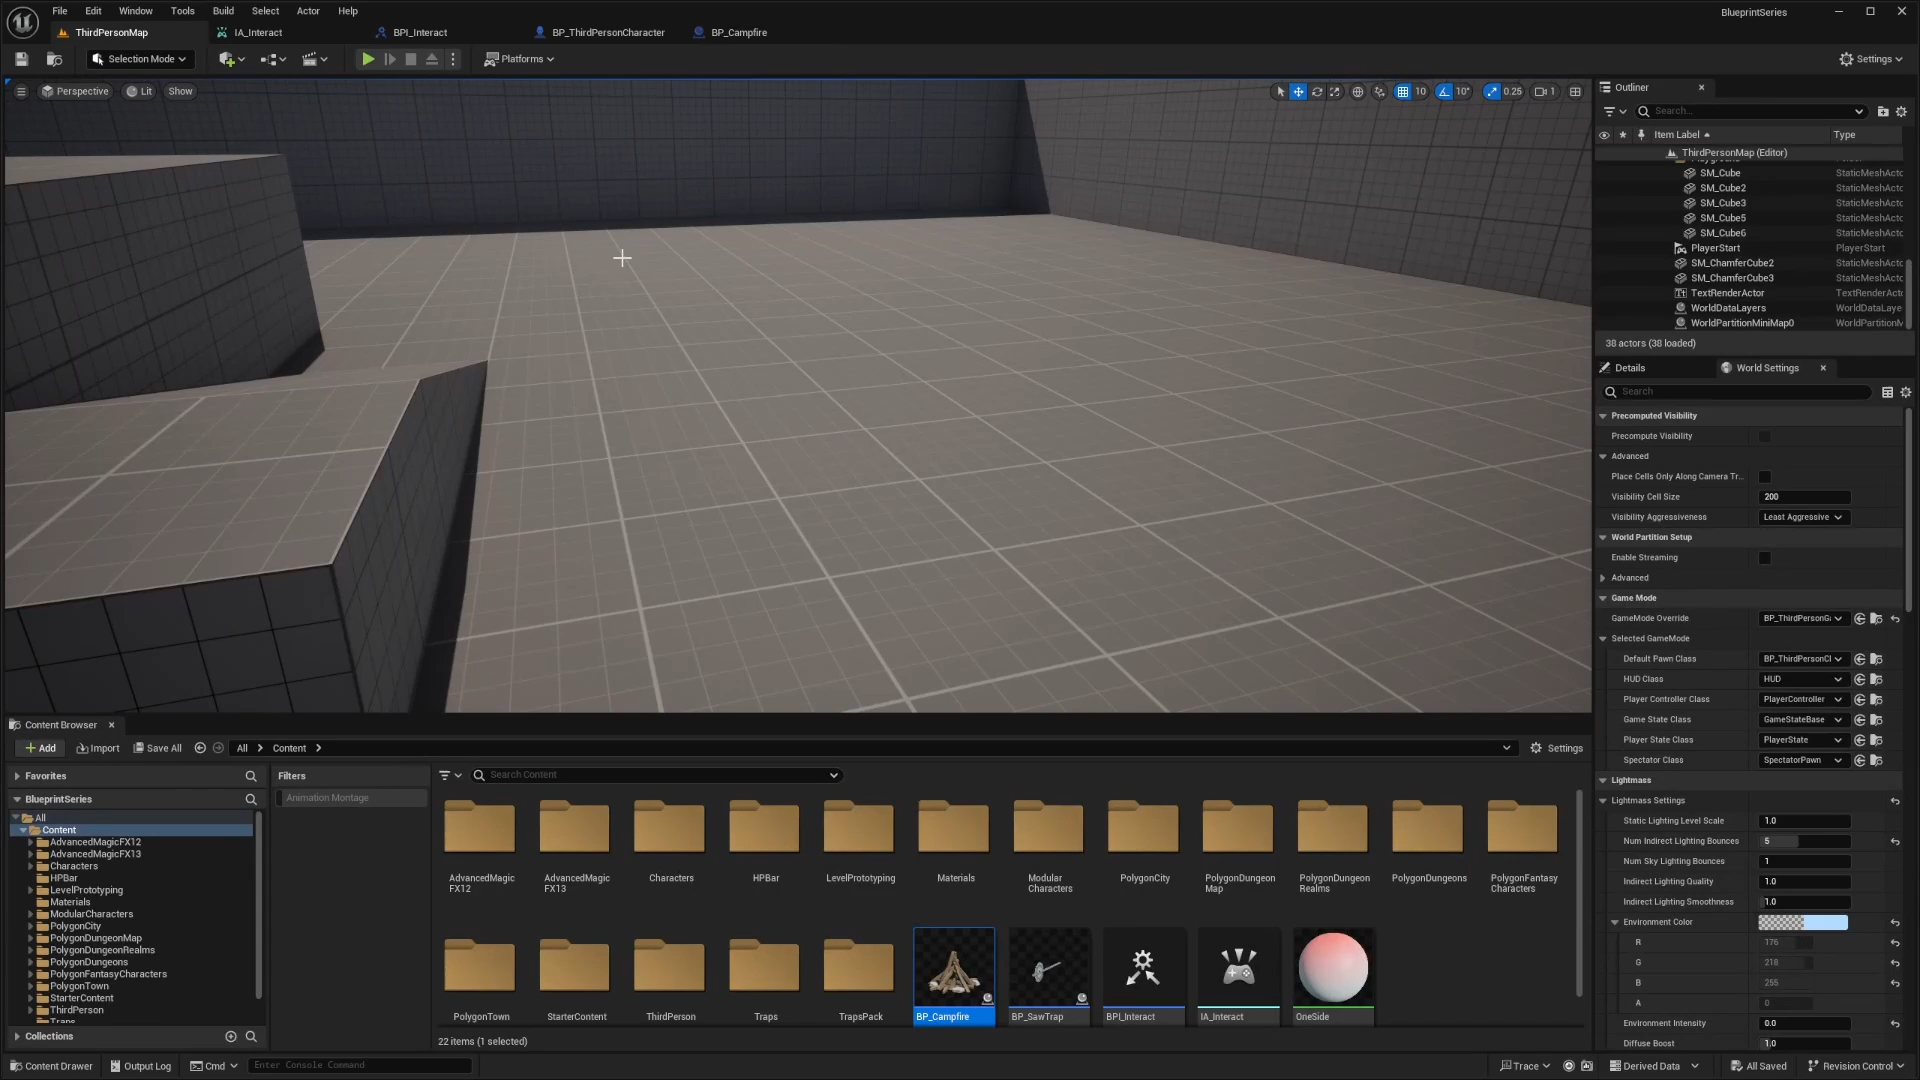 File Edit Window Tools Build Select Actor Help
BlueprintSeries
ThirdPersonMap
IA_Interact
BPI_Interact
BP_ThirdPersonCharacter
BP_Campfire
Selection Mode
Platforms
Settings
Perspective
Lit
Show
10
10°
0.25
1
Outliner
Search...
Item Label
Type
ThirdPersonMap (Editor)
SM_Cube StaticMeshActo
SM_Cube2 StaticMeshActo
SM_Cube3 StaticMeshActo
SM_Cube5 StaticMeshActo
SM_Cube6 StaticMeshActo
PlayerStart PlayerStart
SM_ChamferCube2 StaticMeshActo
SM_ChamferCube3 StaticMeshActo
TextRenderActor TextRenderActo
WorldDataLayers WorldDataLaye
WorldPartitionMiniMap0 WorldPartitionM
38 actors (38 loaded)
Details
World Settings
Search
Precomputed Visibility
Precompute Visibility
Advanced
Place Cells Only Along Camera Tr...
Visibility Cell Size 200
Visibility Aggressiveness Least Aggressive
World Partition Setup
Enable Streaming
Advanced
Game Mode
GameMode Override BP_ThirdPersonGa
Selected GameMode
Default Pawn Class BP_ThirdPersonCl
HUD Class HUD
Player Controller Class PlayerController
Game State Class GameStateBase
Player State Class PlayerState
Spectator Class SpectatorPawn
Lightmass
Lightmass Settings
Static Lighting Level Scale 1.0
Num Indirect Lighting Bounces 5
Num Sky Lighting Bounces 1
Indirect Lighting Quality 1.0
Indirect Lighting Smoothness 1.0
Environment Color
R 176
G 218
B 255
A 0
Environment Intensity 0.0
Diffuse Boost 1.0
Content Browser
Add
Import
Save All
All
Content
Settings
Favorites
BlueprintSeries
All
Content
AdvancedMagicFX12
AdvancedMagicFX13
Characters
HPBar
LevelPrototyping
Materials
ModularCharacters
PolygonCity
PolygonDungeonMap
PolygonDungeonRealms
PolygonDungeons
PolygonFantasyCharacters
PolygonTown
StarterContent
ThirdPerson
Traps
Collections
Filters
Animation Montage
Search Content
AdvancedMagic
FX12
AdvancedMagic
FX13
Characters
HPBar
LevelPrototyping
Materials
Modular
Characters
PolygonCity
PolygonDungeon
Map
PolygonDungeon
Realms
PolygonDungeons
PolygonFantasy
Characters
PolygonTown
StarterContent
ThirdPerson
Traps
TrapsPack
BP_Campfire
BP_SawTrap
BPI_Interact
IA_Interact
OneSide
22 items (1 selected)
Content Drawer
Output Log
Cmd
Enter Console Command
Trace
Derived Data
All Saved
Revision Control